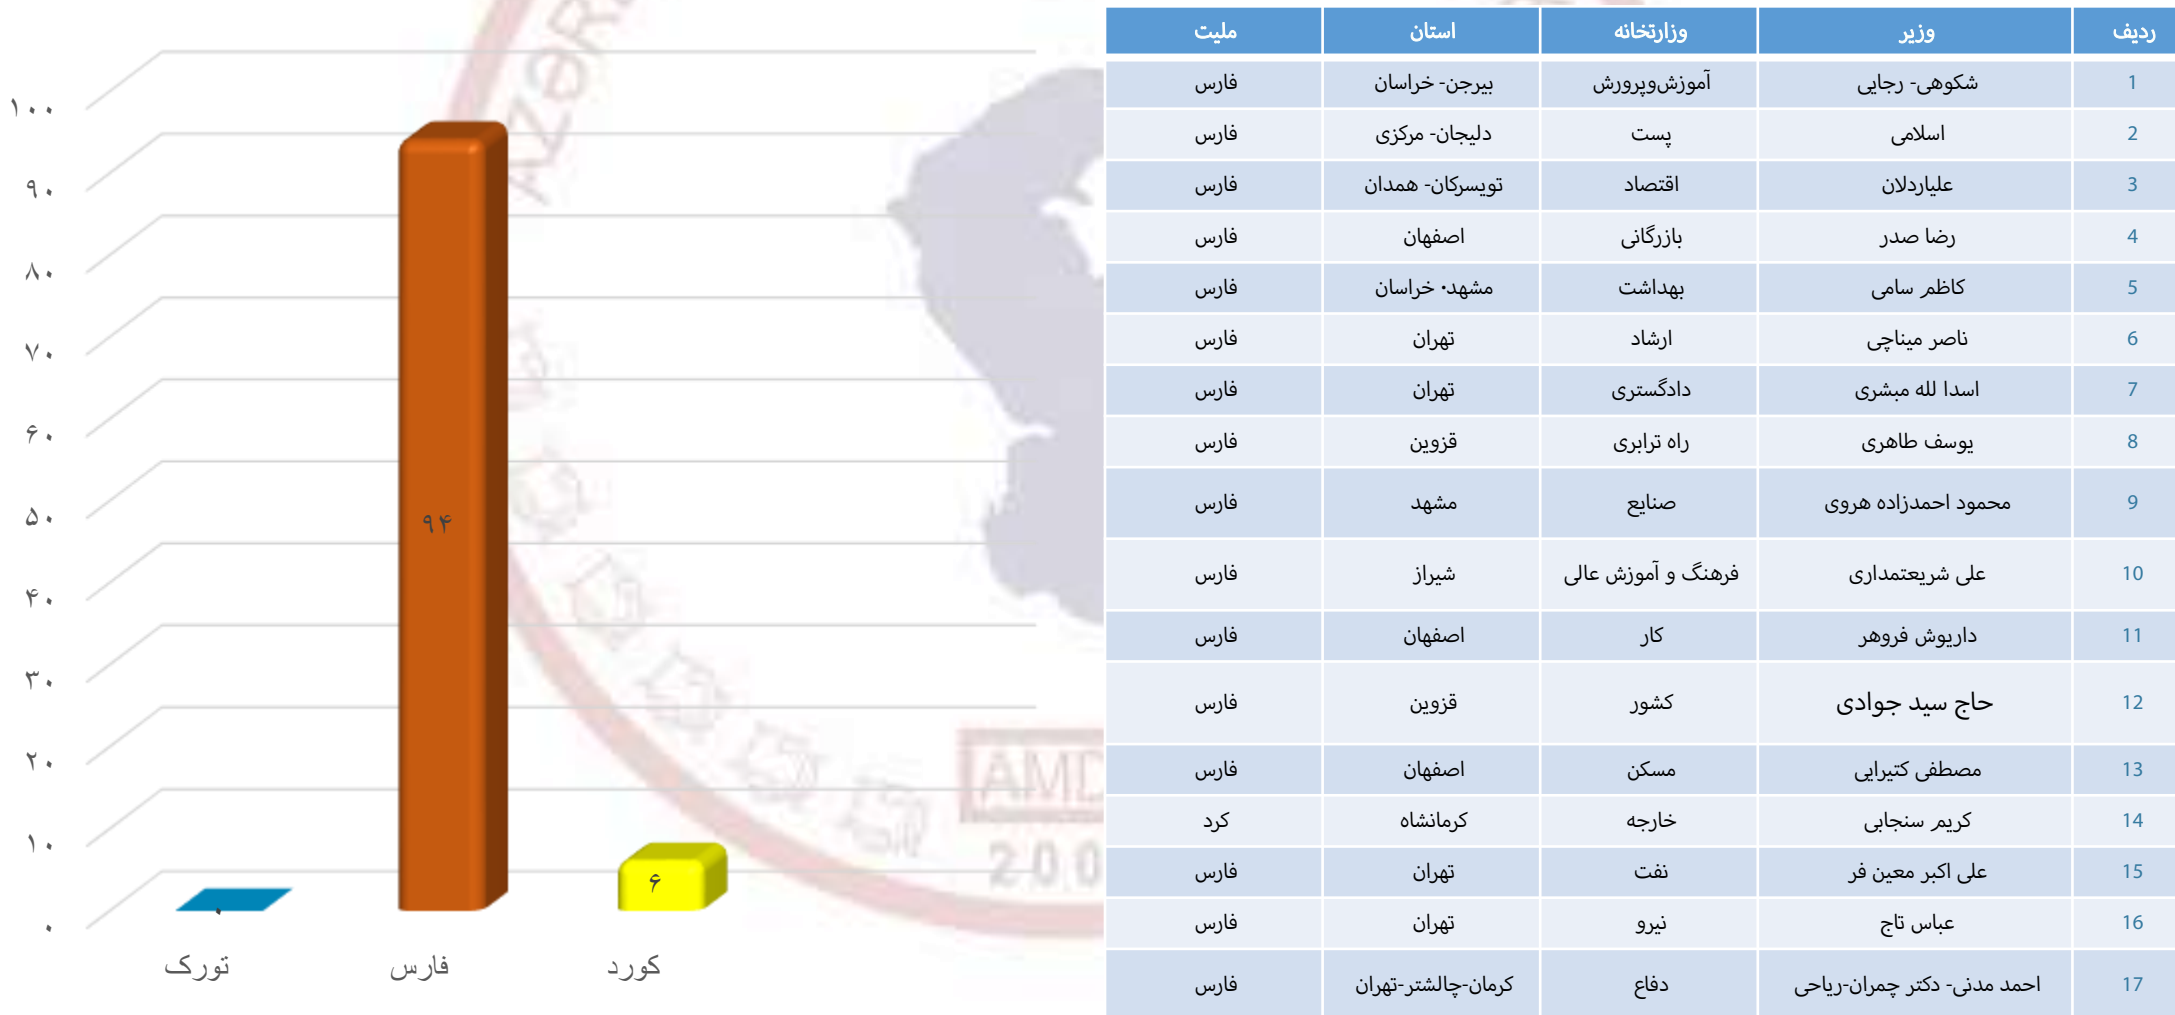 ردیف وزیر وزارتخانه استان ملیت
1 شکوهی- رجایی آموزش‌وپرورش بیرجن- خراسان فارس
2 اسلامی پست دلیجان- مرکزی فارس
3 علیاردلان اقتصاد تویسرکان- همدان فارس
4 رضا صدر بازرگانی اصفهان فارس
5 کاظم سامی بهداشت مشهد· خراسان فارس
6 ناصر میناچی ارشاد تهران فارس
7 اسدا لله مبشری دادگستری تهران فارس
8 یوسف طاهری راه ترابری قزوین فارس
9 محمود احمدزاده هروی صنایع مشهد فارس
10 علی شریعتمداری فرهنگ و آموزش عالی شیراز فارس
11 داریوش فروهر کار اصفهان فارس
12 حاج سید جوادی کشور قزوین فارس
13 مصطفی کتیرایی مسکن اصفهان فارس
14 کریم سنجابی خارجه کرمانشاه کرد
15 علی اکبر معین فر نفت تهران فارس
16 عباس تاج نیرو تهران فارس
17 احمد مدنی- دکتر چمران-ریاحی دفاع کرمان-چالشتر-تهران فارس
۱۰۰
۹۰
۸۰
۷۰
۶۰
۵۰
۴۰
۳۰
۲۰
۱۰
۰
۰
۹۴
۶
تورک
فارس
کورد
AMD
200